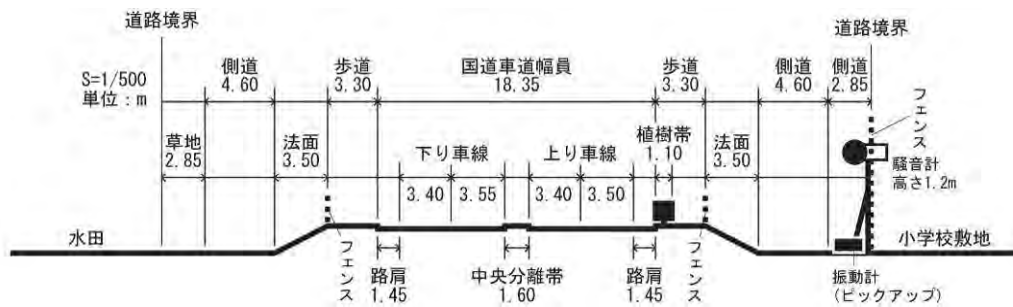 道路境界
道路境界
S=1/500
単位：m
側道
4.60
歩道
3.30
国道車道幅員
18.35
歩道
3.30
側道
4.60
側道
2.85
フェンス
草地
2.85
法面
3.50
下り車線
上り車線
植樹帯
1.10
法面
3.50
騒音計
高さ1.2m
3.40
3.55
3.40
3.50
水田
フェンス
路肩
1.45
中央分離帯
1.60
路肩
1.45
フェンス
小学校敷地
振動計
(ピックアップ)